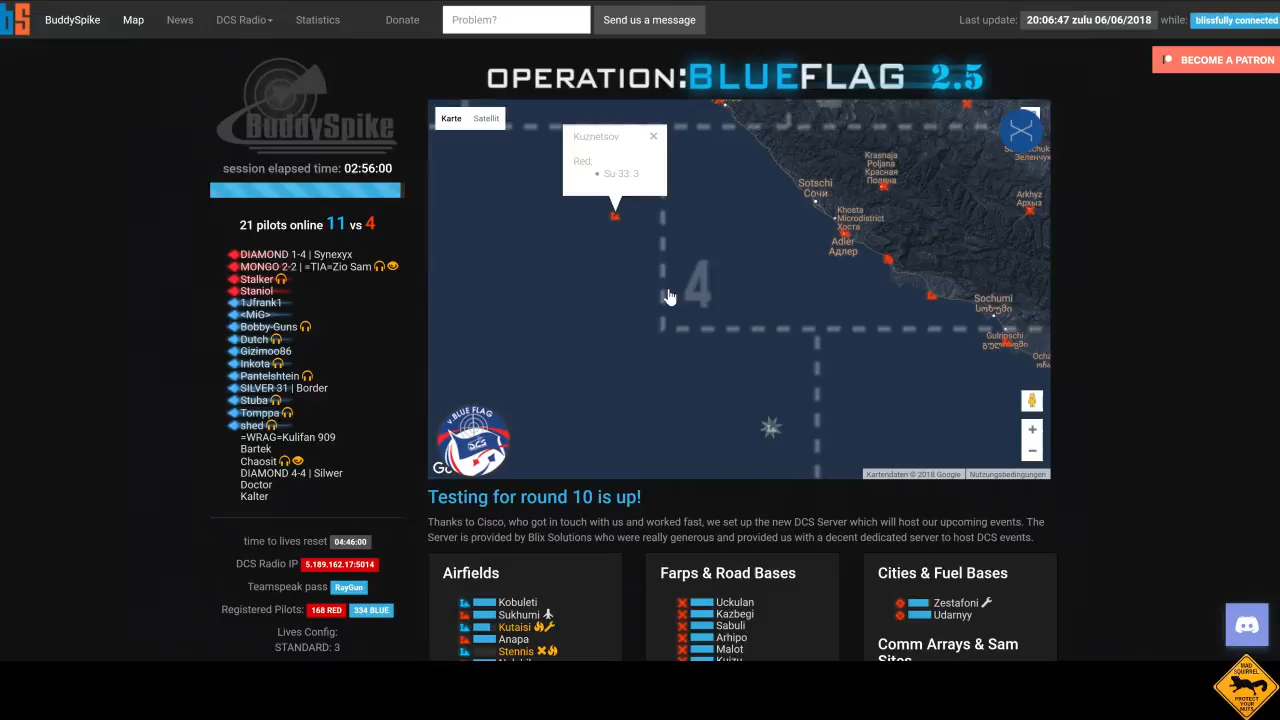 BuddySpike
Map
News
DCS Radio
Statistics
Donate
Problem?
Send us a message
Last update:
20:06:47 zulu 06/06/2018
while:
blissfully connected
BECOME A PATRON
OPERATION:BLUEFLAG 2.5
BuddySpike
session elapsed time: 02:56:00
21 pilots online 11 vs 4
DIAMOND 1-4 | Synexyx
MONGO 2-2 | =TIA=Zio Sam
Stalker
Staniol
1Jfrank1
<MiG>
Bobby-Guns
Dutch
Gizimoo86
Inkota
Pantelshtein
SILVER 31 | Border
Stuba
Tomppa
shed
=WRAG=Kulifan 909
Bartek
Chaosit
DIAMOND 4-4 | Silwer
Doctor
Kalter
time to lives reset 04:46:00
DCS Radio IP 5.189.162.17:5014
Teamspeak pass RayGun
Registered Pilots: 168 RED 334 BLUE
Lives Config:
STANDARD: 3
Karte
Satellit
Kuznetsov
Red:
Su-33: 3
4
Sotschi
Сочи
Krasnaja
Poljana
Красная
Поляна
Khosta
Microdistrict
Хоста
Adler
Адлер
Arkhyz
Архыз
Зеленчук
Sochumi
სოხუმი
Gulripschi
გულრიფში
Ocha
V. BLUE FLAG
DCS
Kartendaten © 2018 Google
Nutzungsbedingungen
Testing for round 10 is up!
Thanks to Cisco, who got in touch with us and worked fast, we set up the new DCS Server which will host our upcoming events. The
Server is provided by Blix Solutions who were really generous and provided us with a decent dedicated server to host DCS events.
Airfields
Kobuleti
Sukhumi
Kutaisi
Anapa
Stennis
Farps & Road Bases
Uckulan
Kazbegi
Sabuli
Arhipo
Malot
Cities & Fuel Bases
Zestafoni
Udarnyy
Comm Arrays & Sam
Sites
MAD
SQUIRREL
PROTECT
YOUR
NUTS